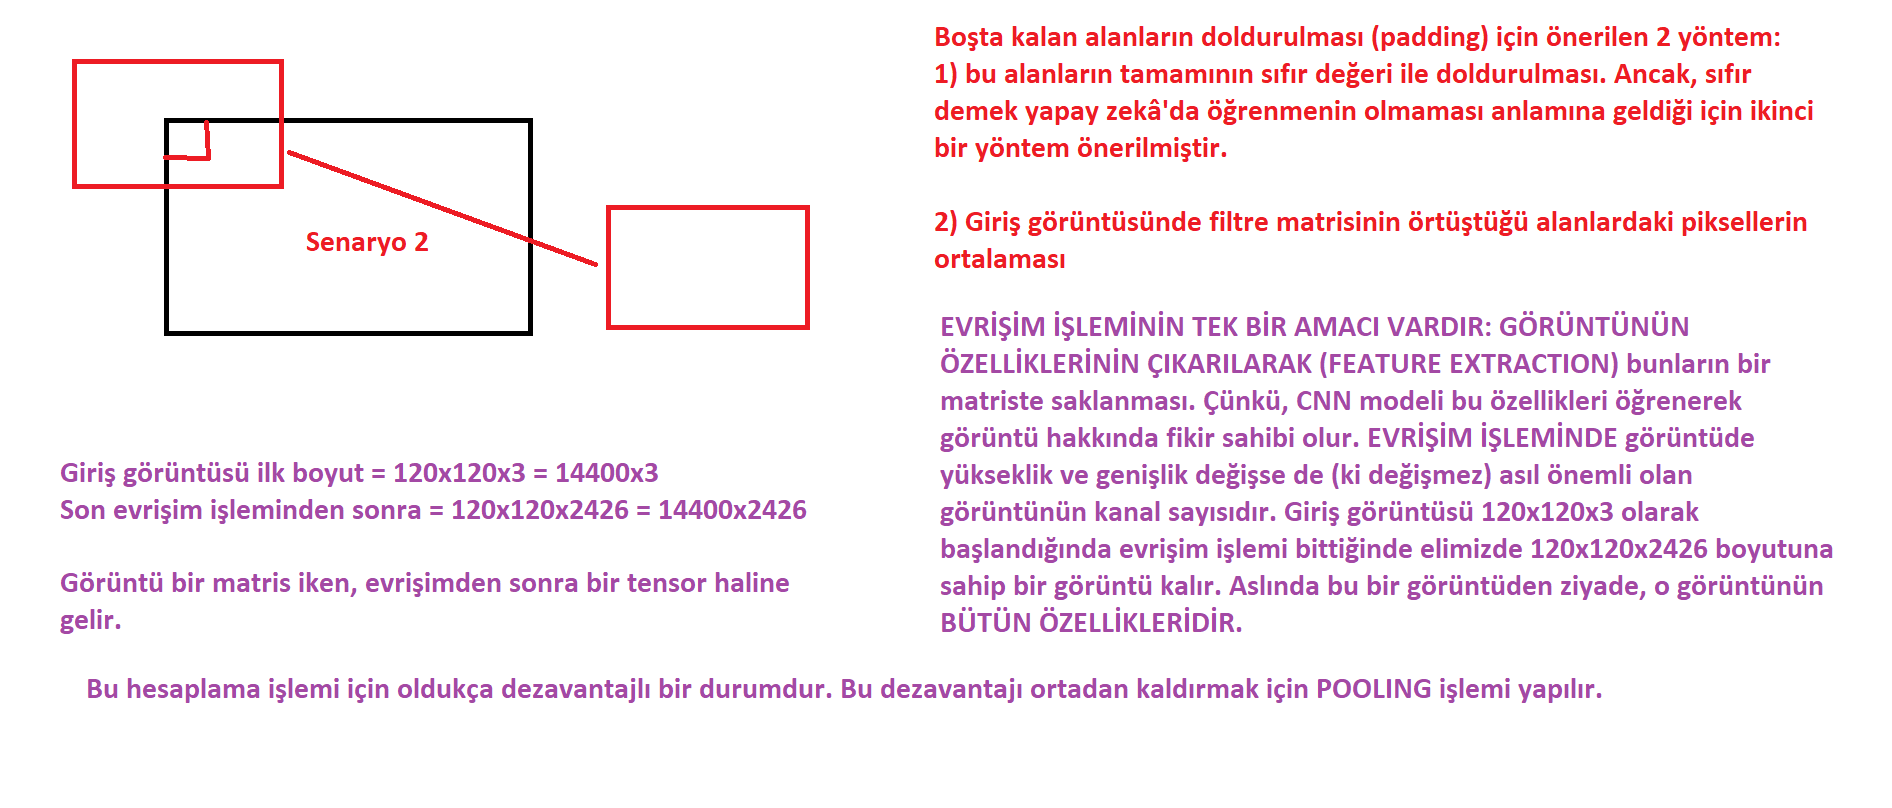 Boşta kalan alanların doldurulması (padding) için önerilen 2 yöntem:
1) bu alanların tamamının sıfır değeri ile doldurulması. Ancak, sıfır
demek yapay zekâ'da öğrenmenin olmaması anlamına geldiği için ikinci
bir yöntem önerilmiştir.
2) Giriş görüntüsünde filtre matrisinin örtüştüğü alanlardaki piksellerin
ortalaması
Senaryo 2
EVRİŞİM İŞLEMİNİN TEK BİR AMACI VARDIR: GÖRÜNTÜNÜN
ÖZELLİKLERİNİN ÇIKARILARAK (FEATURE EXTRACTION) bunların bir
matriste saklanması. Çünkü, CNN modeli bu özellikleri öğrenerek
görüntü hakkında fikir sahibi olur. EVRİŞİM İŞLEMİNDE görüntüde
yükseklik ve genişlik değişse de (ki değişmez) asıl önemli olan
görüntünün kanal sayısıdır. Giriş görüntüsü 120x120x3 olarak
başlandığında evrişim işlemi bittiğinde elimizde 120x120x2426 boyutuna
sahip bir görüntü kalır. Aslında bu bir görüntüden ziyade, o görüntünün
BÜTÜN ÖZELLİKLERİDİR.
Giriş görüntüsü ilk boyut = 120x120x3 = 14400x3
Son evrişim işleminden sonra = 120x120x2426 = 14400x2426
Görüntü bir matris iken, evrişimden sonra bir tensor haline
gelir.
Bu hesaplama işlemi için oldukça dezavantajlı bir durumdur. Bu dezavantajı ortadan kaldırmak için POOLING işlemi yapılır.